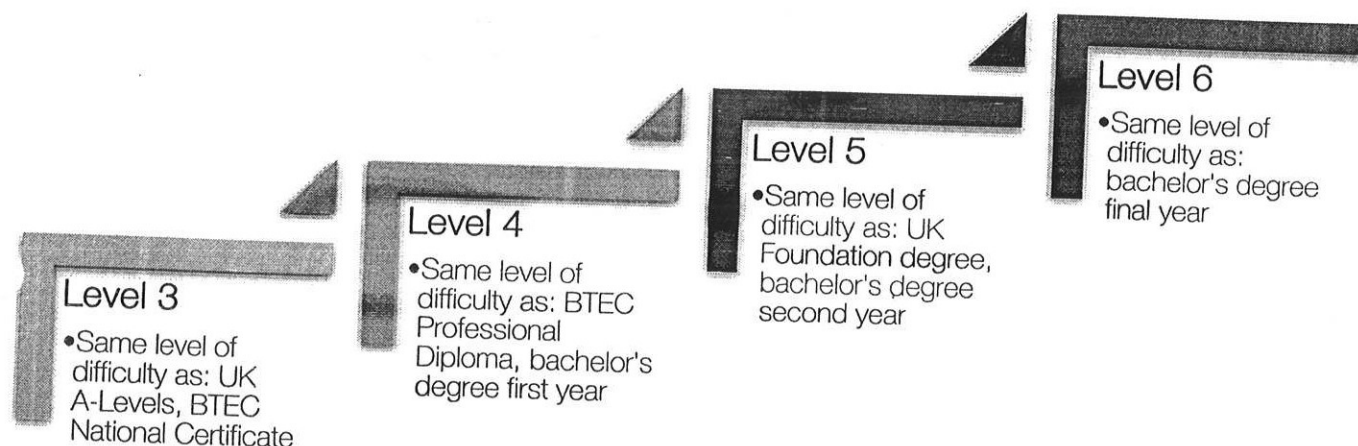 Level 3
•Same level of
difficulty as: UK
A-Levels, BTEC
National Certificate
Level 4
•Same level of
difficulty as: BTEC
Professional
Diploma, bachelor's
degree first year
Level 5
•Same level of
difficulty as: UK
Foundation degree,
bachelor's degree
second year
Level 6
•Same level of
difficulty as:
bachelor's degree
final year